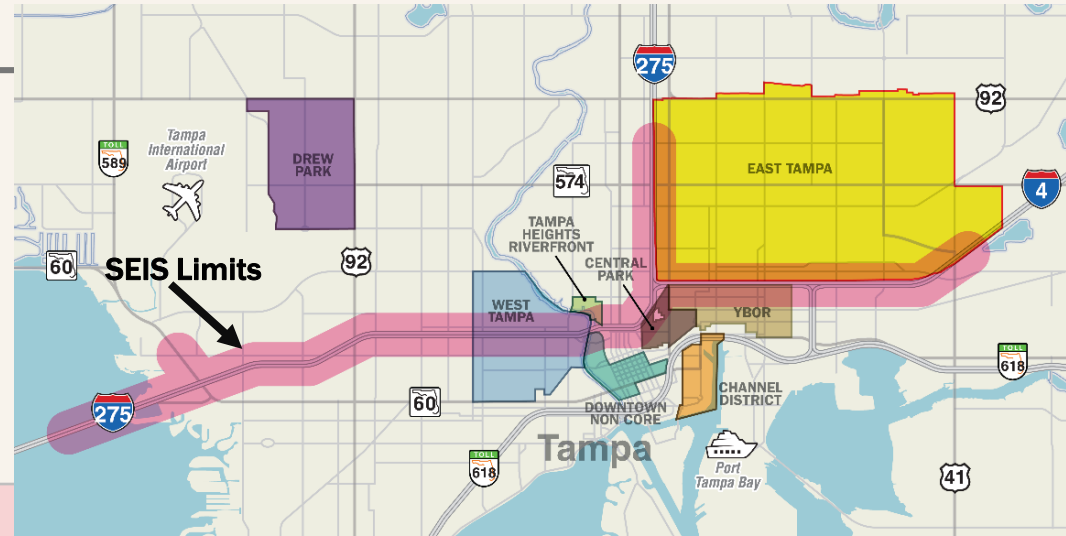 275
92
TOLL
589
Tampa
International
Airport
DREW
PARK
EAST TAMPA
574
4
TAMPA
HEIGHTS
RIVERFRONT
60
92
CENTRAL
PARK
SEIS Limits
WEST
TAMPA
YBOR
TOLL
618
275
60
CHANNEL
DISTRICT
DOWNTOWN
NON CORE
Tampa
TOLL
618
Port
Tampa Bay
41